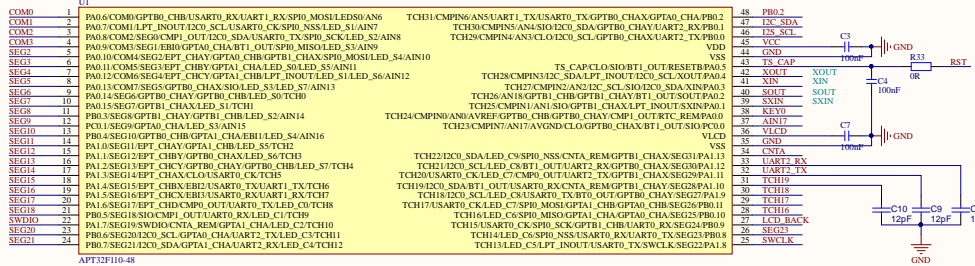 U1
COM0 1 PA0.6/COM0/GPTB0_CHB/USART0_RX/UART1_RX/SPI0_MOSI/LEDS0/AN6 TCH31/CMPIN6/AN5/UART1_TX/USART0_TX/GPTB0_CHAX/GPTA0_CHA/PB0.2 48 PB0.2
COM1 2 PA0.7/COM1/LPT_INOUT/I2C0_SCL/USART0_CK/SPI0_NSS/LED_S1/AIN7 TCH30/CMPIN5/AN4/SIO/I2C0_SDA/GPTB0_CHAY/UART2_RX/PB0.1 47 I2C_SDA
COM2 3 PA0.8/COM2/SEG0/CMP1_OUT/I2C0_SDA/USART0_TX/SPI0_SCK/LED_S2/AIN8 TCH29/CMPIN4/AN3/CLO/I2C0_SCL/GPTB0_CHAX/UART2_TX/PB0.0 46 I2S_SCL
COM3 4 PA0.9/COM3/SEG1/EBI0/GPTA0_CHA/BT1_OUT/SPI0_MISO/LED_S3/AIN9 VDD 45 VCC
SEG2 5 PA0.10/COM4/SEG2/EPT_CHAY/GPTA0_CHB/GPTB1_CHAX/SPI0_MOSI/LED_S4/AIN10 VSS 44 GND
SEG3 6 PA0.11/COM5/SEG3/EPT_CHBY/GPTA1_CHA/LED_S0/LED_S5/AIN11 TS_CAP/CLO/SIO/BT1_OUT/RESETB/PA0.5 43 TS_CAP
SEG4 7 PA0.12/COM6/SEG4/EPT_CHCY/GPTA1_CHB/LPT_INOUT/LED_S1/LED_S6/AIN12 TCH28/CMPIN3/I2C_SDA/LPT_INOUT/I2C0_SCL/XOUT/PA0.4 42 XOUT XOUT
SEG5 8 PA0.13/COM7/SEG5/GPTB0_CHAX/SIO/LED_S3/LED_S7/AIN13 TCH27/CMPIN2/AN2/I2C_SCL/SIO/I2C0_SDA/XIN/PA0.3 41 XIN XIN
SEG6 9 PA0.14/SEG6/GPTB0_CHAY/GPTB0_CHB/LED_S0/TCH0 TCH26/AN18/GPTB1_CHB/GPTB1_CHAY/BT1_OUT/SOUT/PA0.2 40 SOUT SOUT
SEG7 10 PA0.15/SEG7/GPTB1_CHAX/LED_S1/TCH1 TCH25/CMPIN1/AN1/SIO/GPTB1_CHAX/LPT_INOUT/SXIN/PA0.1 39 SXIN SXIN
SEG8 11 PB0.3/SEG8/GPTB1_CHAY/GPTB1_CHB/LED_S2/AIN14 TCH24/CMPIN0/AN0/AVREF/GPTB0_CHB/GPTB0_CHAY/CMP1_OUT/RTC_REM/PA0.0 38 KEY0
SEG9 12 PC0.1/SEG9/GPTA0_CHA/LED_S3/AIN15 TCH23/CMPIN7/AN17/AVGND/CLO/GPTB0_CHAX/BT1_OUT/SIO/PC0.0 37 AIN17
SEG10 13 PB0.4/SEG10/GPTB0_CHB/GPTA1_CHA/EBI1/LED_S4/AIN16 VLCD 36 VLCD
SEG11 14 PA1.0/SEG11/EPT_CHAY/GPTA1_CHB/LED_S5/TCH2 VSS 35 GND
SEG12 15 PA1.1/SEG12/EPT_CHBY/GPTB0_CHAX/LED_S6/TCH3 TCH22/I2C0_SDA/LED_C9/SPI0_NSS/CNTA_REM/GPTB1_CHAX/SEG31/PA1.13 34 CNTA
SEG13 16 PA1.2/SEG13/EPT_CHCY/GPTB0_CHAY/GPTB0_CHB/LED_S7/TCH4 TCH21/I2C0_SCL/LED_C8/BT1_OUT/UART2_RX/GPTB1_CHAY/SEG30/PA1.12 33 UART2_RX
SEG14 17 PA1.3/SEG14/EPT_CHAX/CLO/USART0_CK/TCH5 TCH20/USART0_CK/LED_C7/CMP0_OUT/UART2_TX/GPTB0_CHAX/SEG29/PA1.11 32 UART2_TX
SEG15 18 PA1.4/SEG15/EPT_CHBX/EBI0/USART0_TX/UART1_TX/TCH6 TCH19/I2C0_SDA/BT1_OUT/USART0_RX/CNTA_REM/GPTB0_CHAY/SEG28/PA1.10 31 TCH19
SEG16 19 PA1.5/SEG16/EPT_CHCX/EBI3/USART0_RX/UART1_RX/TCH7 TCH18/I2C0_SCL/LED_C8/USART0_TX/BT0_OUT/GPTB0_CHBY/SEG27/PA1.9 30 TCH18
SEG17 20 PA1.6/SEG17/EPT_CHD/CMP0_OUT/UART1_TX/LED_C0/TCH8 TCH17/USART0_CK/LED_C7/SPI0_MOSI/GPTA1_CHB/GPTA0_CHB/SEG26/PB0.11 29 TCH17
SEG18 21 PB0.5/SEG18/SIO/CMP1_OUT/UART1_RX/LED_C1/TCH9 TCH16/LED_C6/SPI0_MISO/GPTA1_CHA/GPTA0_CHA/SEG25/PB0.10 28 TCH16
SWDIO 22 PA1.7/SEG19/SWDIO/CNTA_REM/GPTA1_CHA/LED_C2/TCH10 TCH15/USART0_CK/SPI0_SCK/GPTB1_CHB/UART1_RX/SEG24/PB0.9 27 LCD_BACK
SEG20 23 PB0.6/SEG20/I2C0_SCL/GPTA0_CHA/UART2_TX/LED_C3/TCH11 TCH14/LED_C6/SPI0_NSS/USART0_RX/UART0_TX/SEG23/PB0.8 26 SEG23
SEG21 24 PB0.7/SEG21/I2C0_SDA/GPTA1_CHA/UART2_RX/LED_C4/TCH12 TCH13/LED_C5/LPT_INOUT/USART0_TX/SWCLK/SEG22/PA1.8 25 SWCLK
APT32F110-48
C3
100nF
GND
R33
0R
RST
C4
100nF
C7
100nF
GND
C10
12pF
C9
12pF
GND